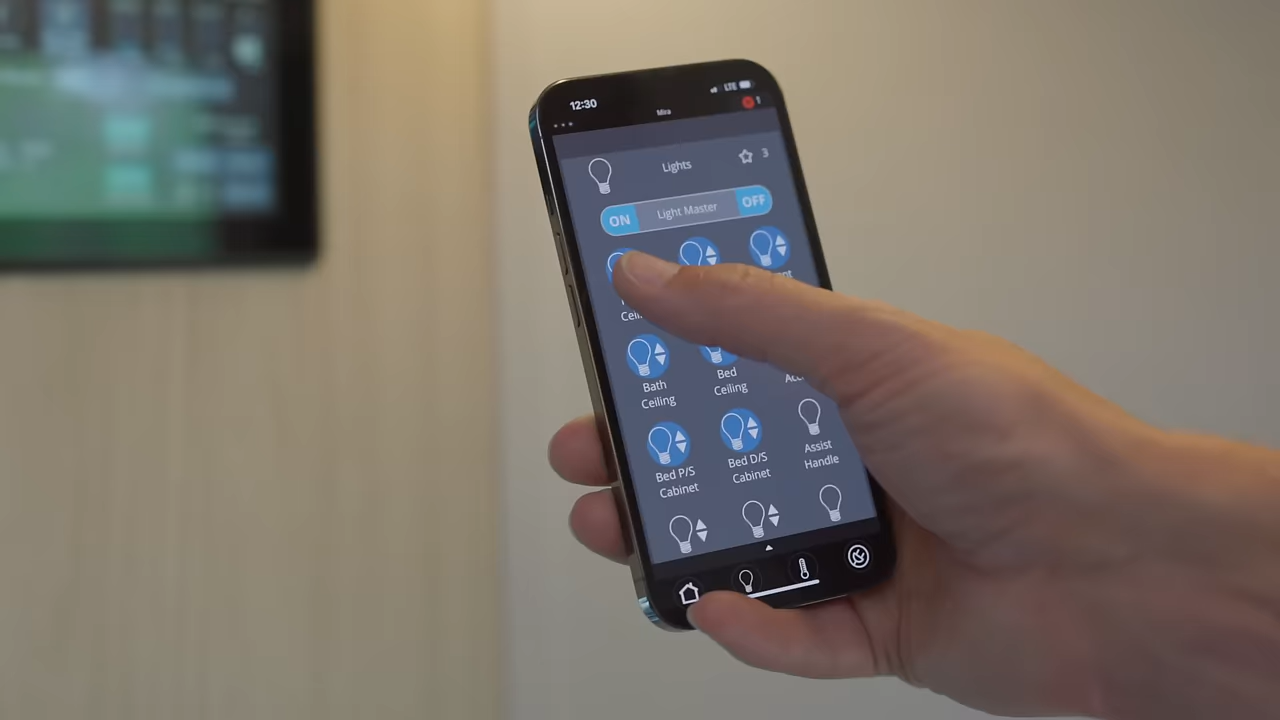 12:30
LTE
Mira
1
Lights
3
ON
Light Master
OFF
Bath
Ceiling
Bed
Ceiling
Bed P/S
Cabinet
Bed D/S
Cabinet
Assist
Handle